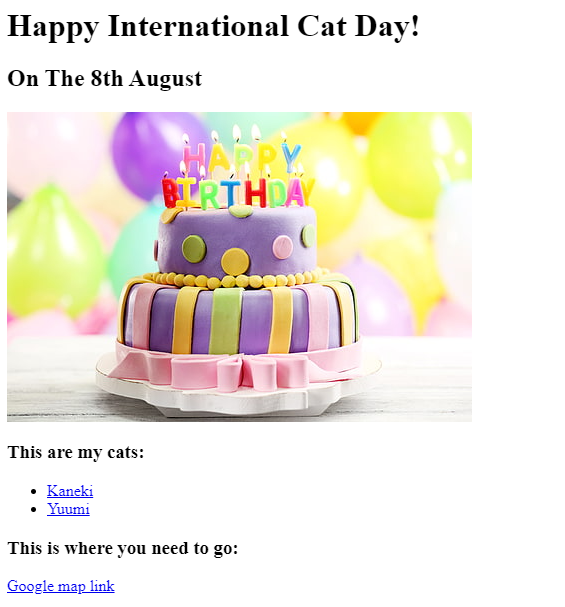 Happy International Cat Day!
On The 8th August
HAPPY
BIRTHDAY
This are my cats:
Kaneki
Yuumi
This is where you need to go:
Google map link